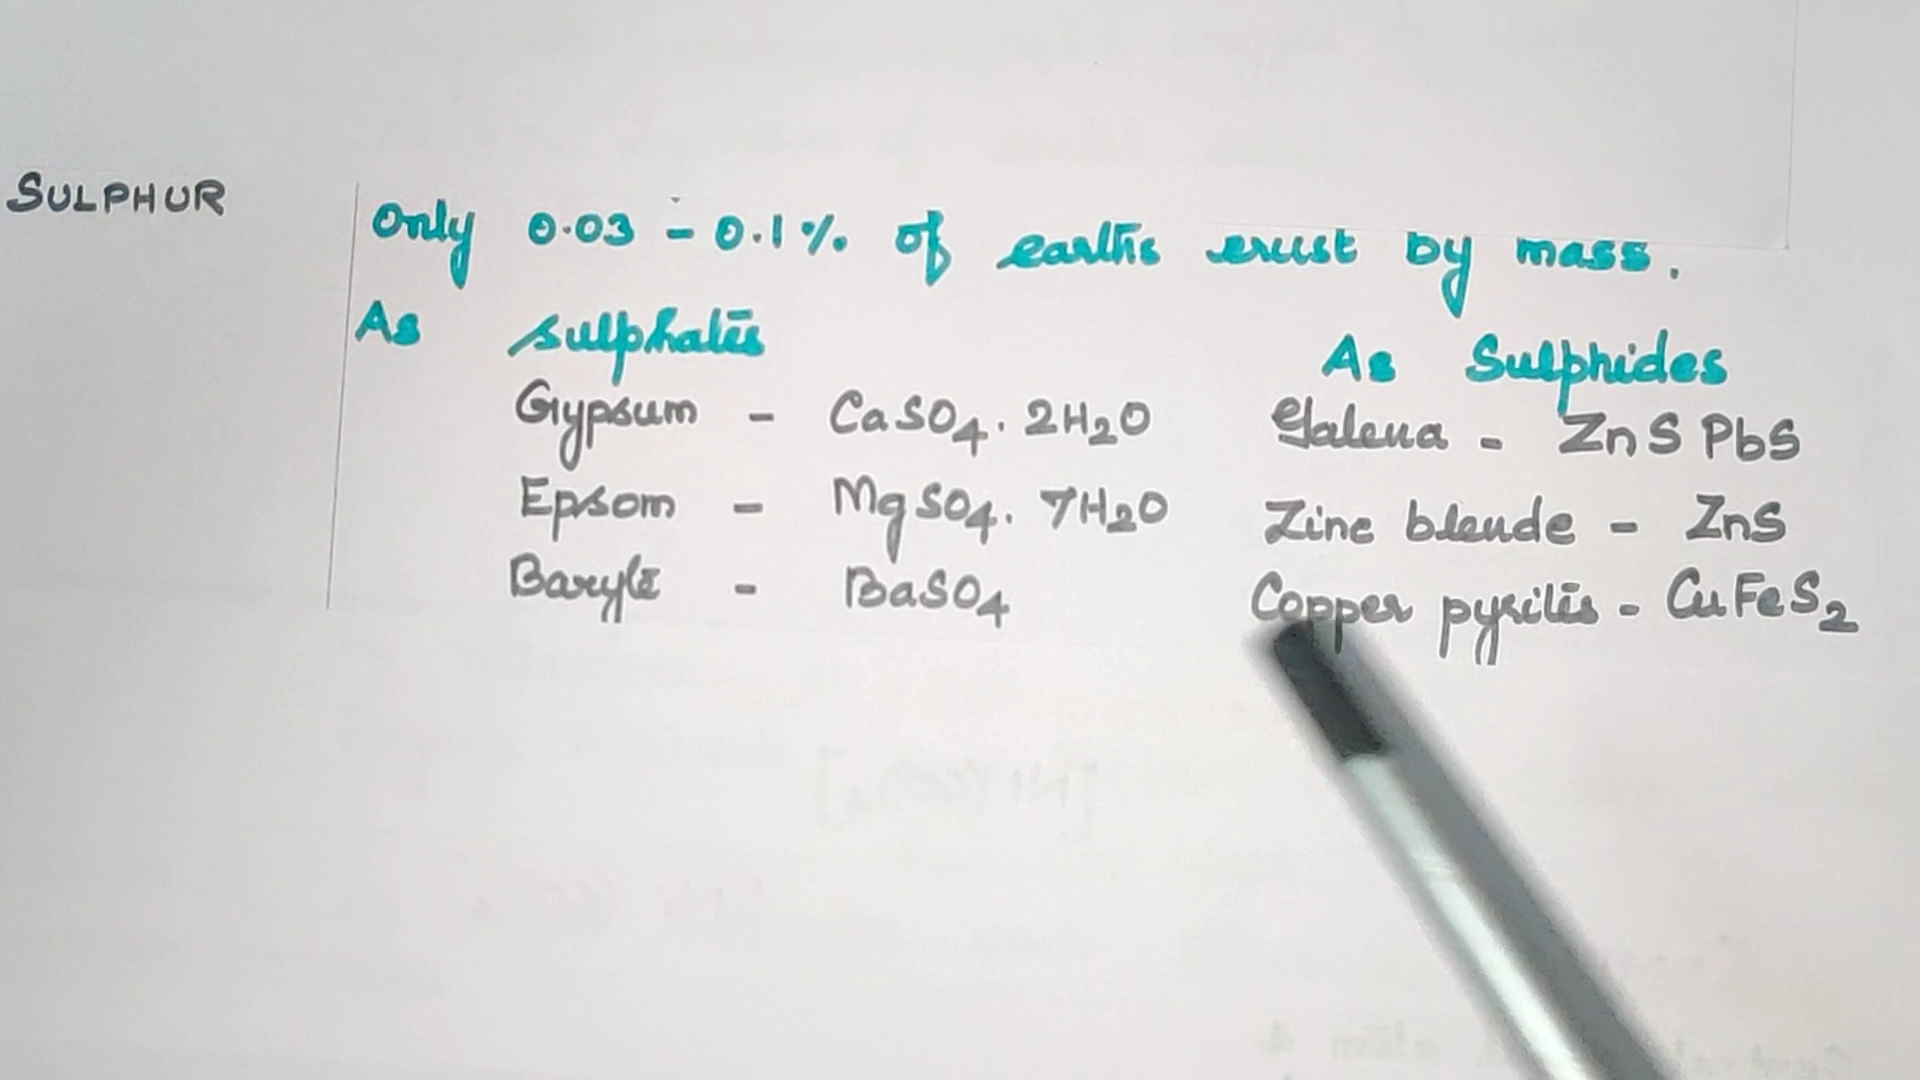 SULPHUR
Only 0.03 - 0.1% of earth's crust by mass.
As sulphates
As Sulphides
Gypsum - CaSO4. 2H2O
Galena - ZnS PbS
Epsom - MgSO4. 7H2O
Zinc blende - ZnS
Baryte - BaSO4
Copper pyrites - CuFeS2